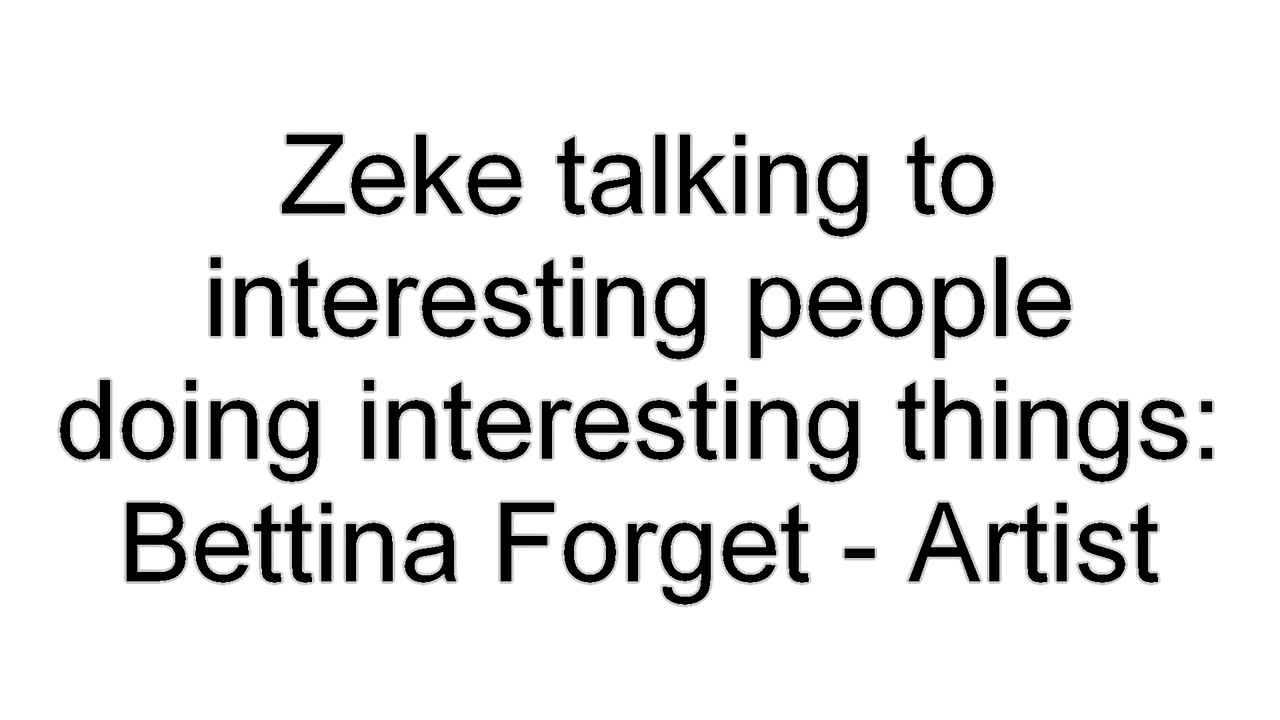 Zeke talking to
interesting people
doing interesting things:
Bettina Forget - Artist